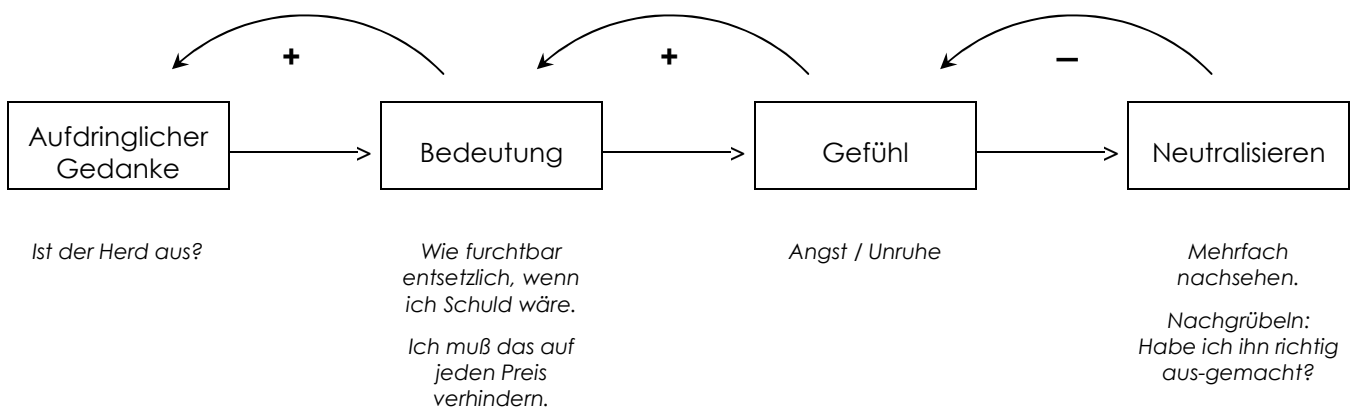 +
+
–
Aufdringlicher
Gedanke
Bedeutung
Gefühl
Neutralisieren
Ist der Herd aus?
Wie furchtbar
entsetzlich, wenn
ich Schuld wäre.
Ich muß das auf
jeden Preis
verhindern.
Angst / Unruhe
Mehrfach
nachsehen.
Nachgrübeln:
Habe ich ihn richtig
aus-gemacht?